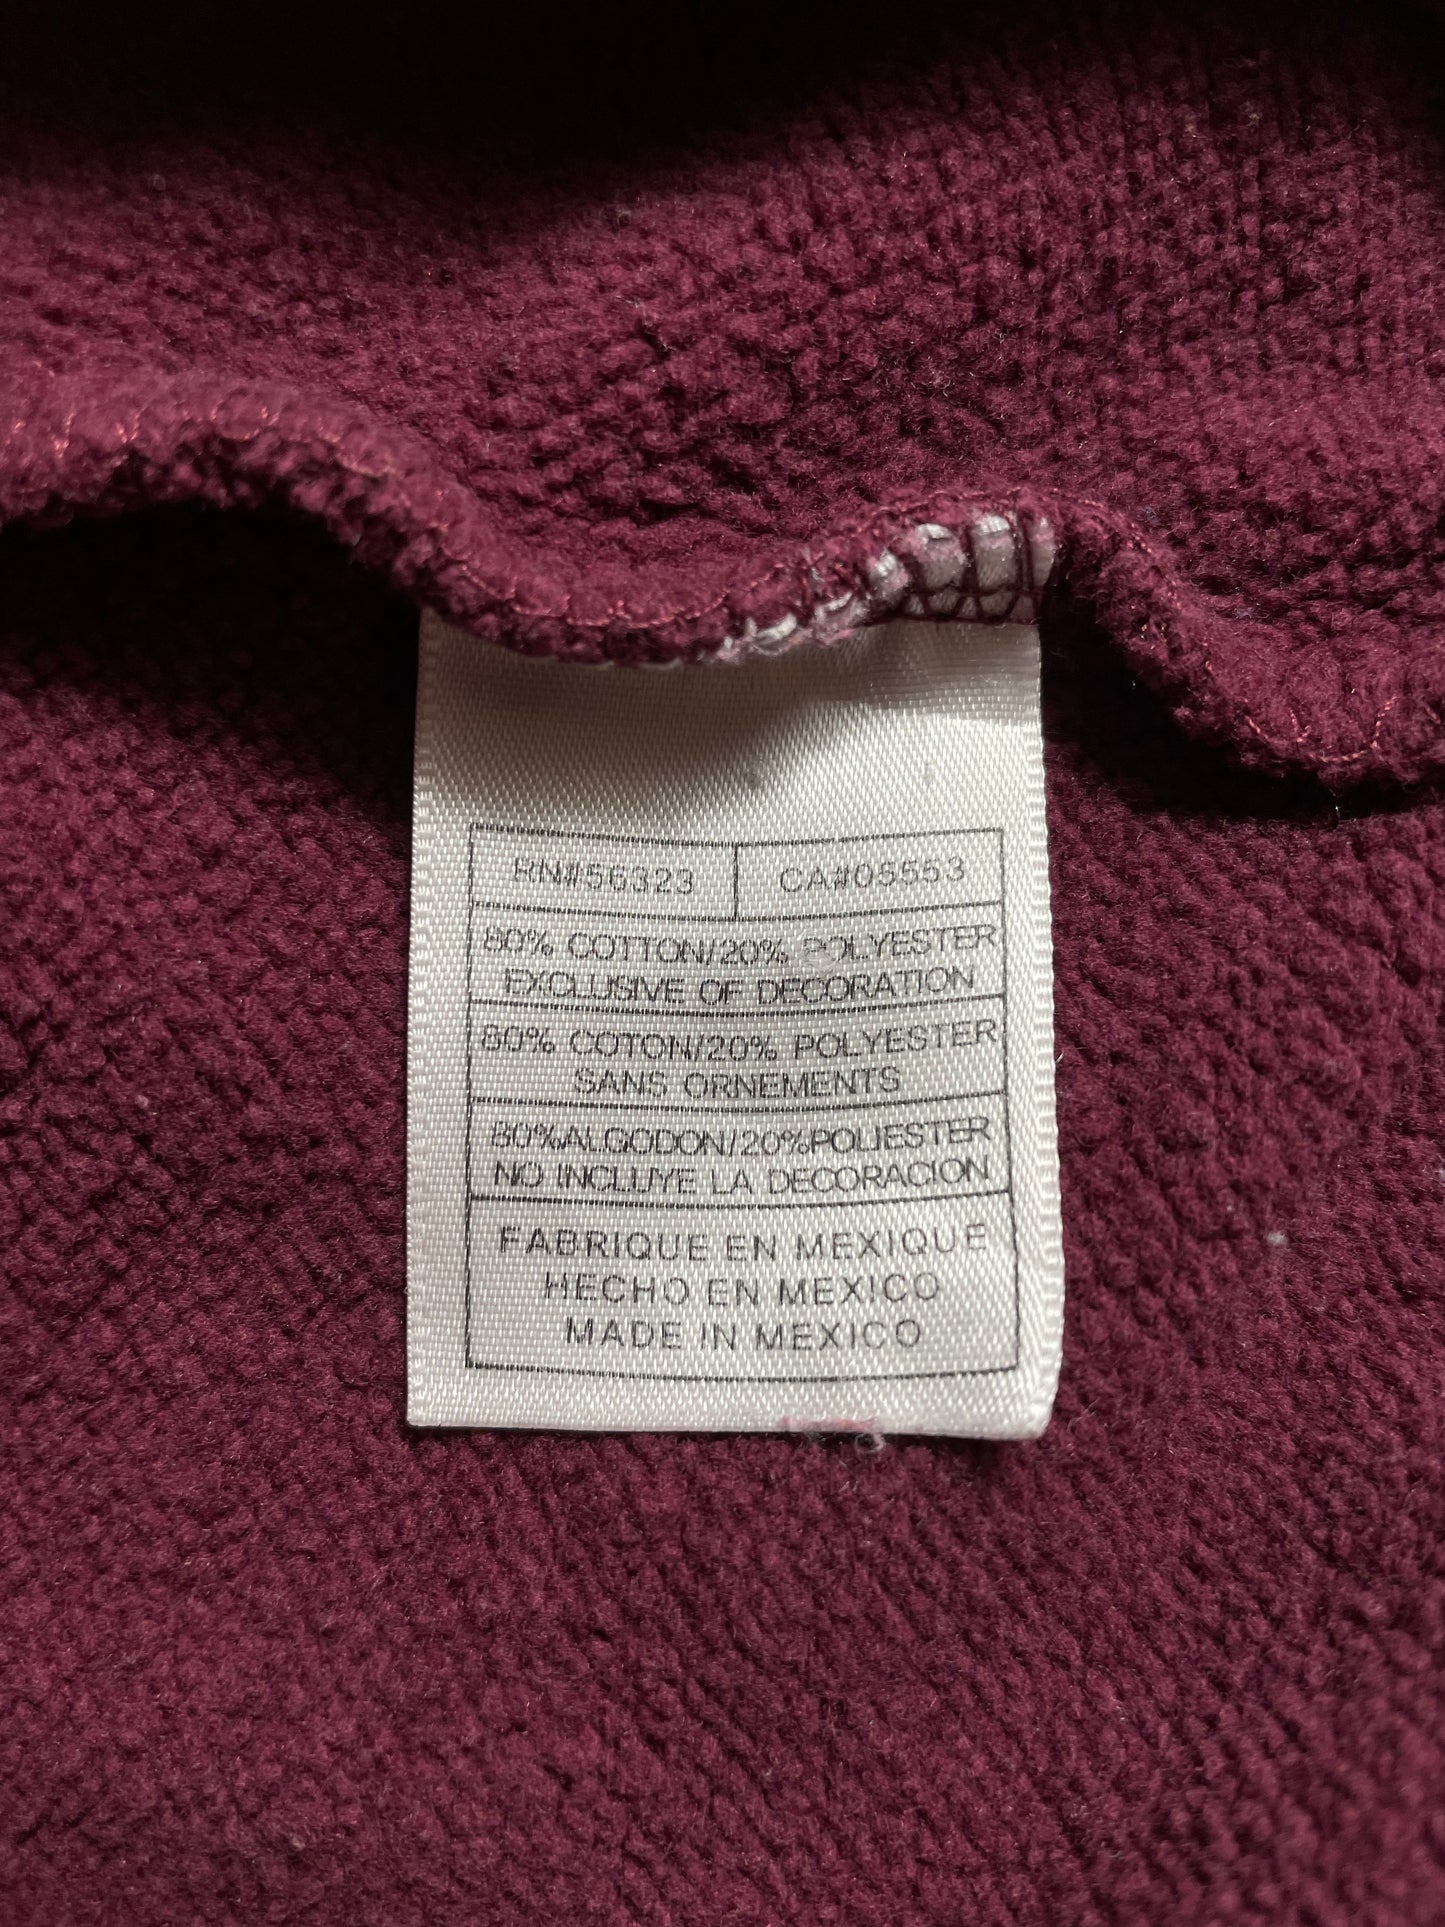 RN#56323 CA#05553
80% COTTON/20% POLYESTER
EXCLUSIVE OF DECORATION
80% COTON/20% POLYESTER
SANS ORNEMENTS
80%ALGODON/20%POLIESTER
NO INCLUYE LA DECORACION
FABRIQUE EN MEXIQUE
HECHO EN MEXICO
MADE IN MEXICO